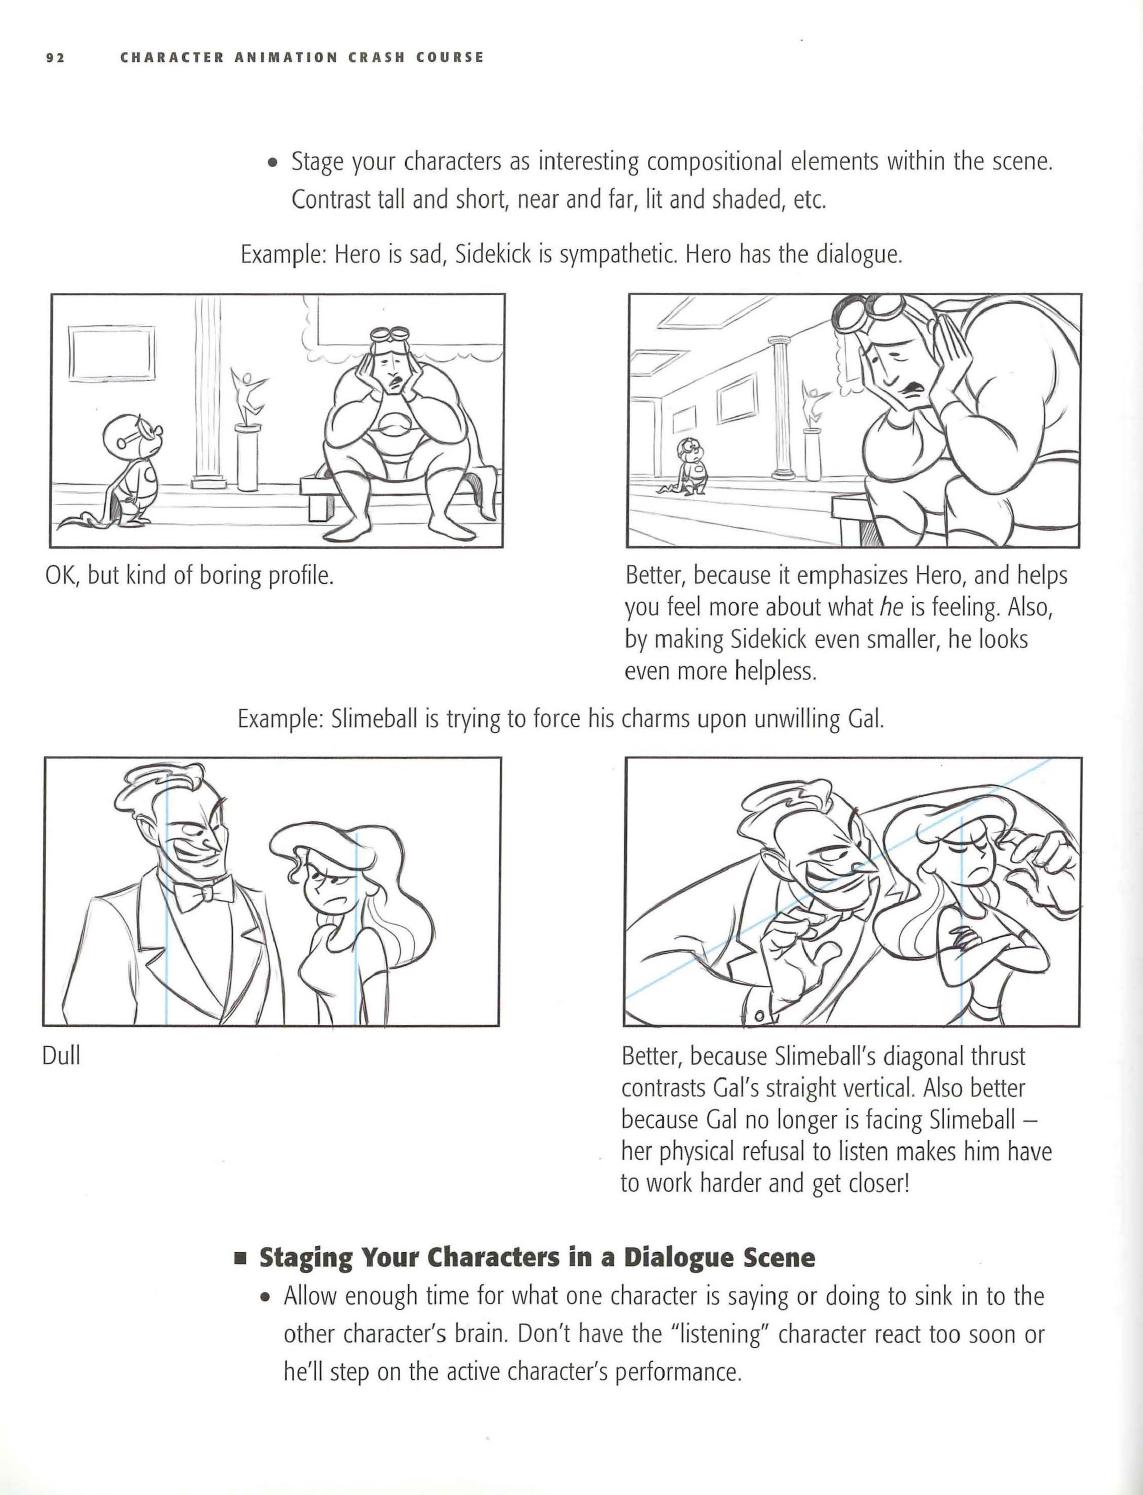 92 CHARACTER ANIMATION CRASH COURSE
• Stage your characters as interesting compositional elements within the scene.
Contrast tall and short, near and far, lit and shaded, etc.
Example: Hero is sad, Sidekick is sympathetic. Hero has the dialogue.
OK, but kind of boring profile.
Better, because it emphasizes Hero, and helps
you feel more about what he is feeling. Also,
by making Sidekick even smaller, he looks
even more helpless.
Example: Slimeball is trying to force his charms upon unwilling Gal.
Dull
Better, because Slimeball's diagonal thrust
contrasts Gal's straight vertical. Also better
because Gal no longer is facing Slimeball –
her physical refusal to listen makes him have
to work harder and get closer!
■ Staging Your Characters in a Dialogue Scene
• Allow enough time for what one character is saying or doing to sink in to the
other character's brain. Don't have the "listening" character react too soon or
he'll step on the active character's performance.